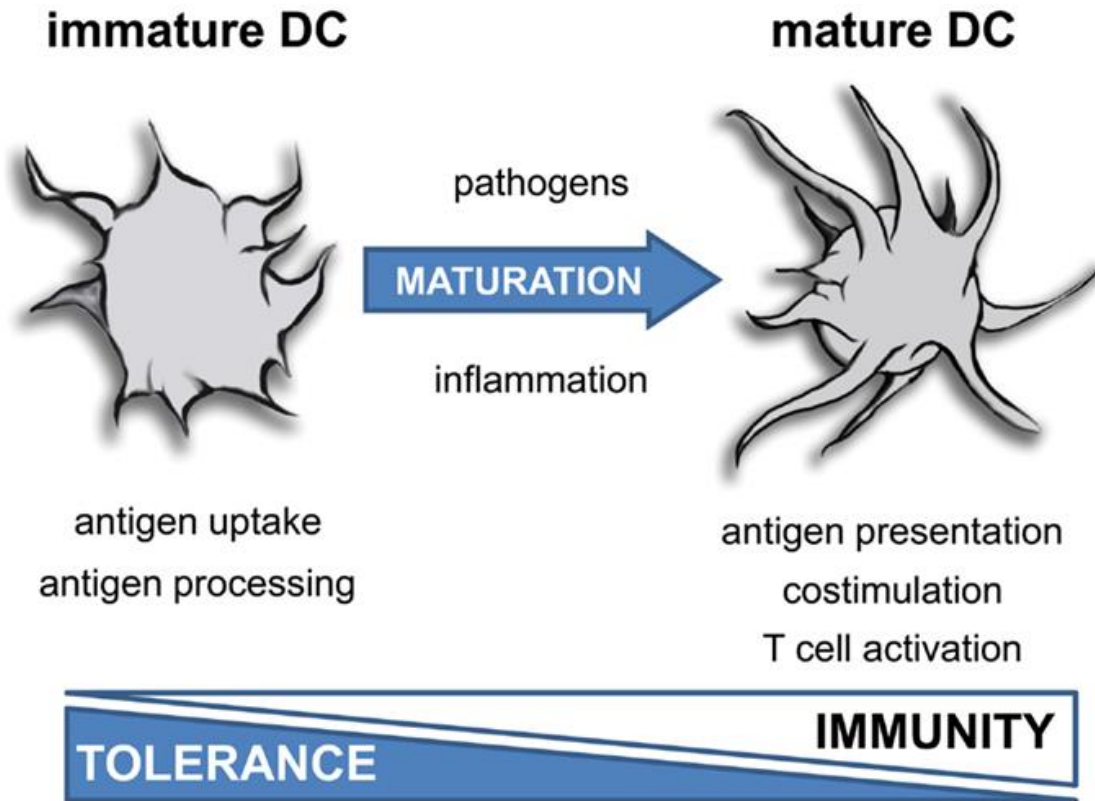 immature DC
mature DC
pathogens
MATURATION
inflammation
antigen uptake
antigen processing
antigen presentation
costimulation
T cell activation
IMMUNITY
TOLERANCE